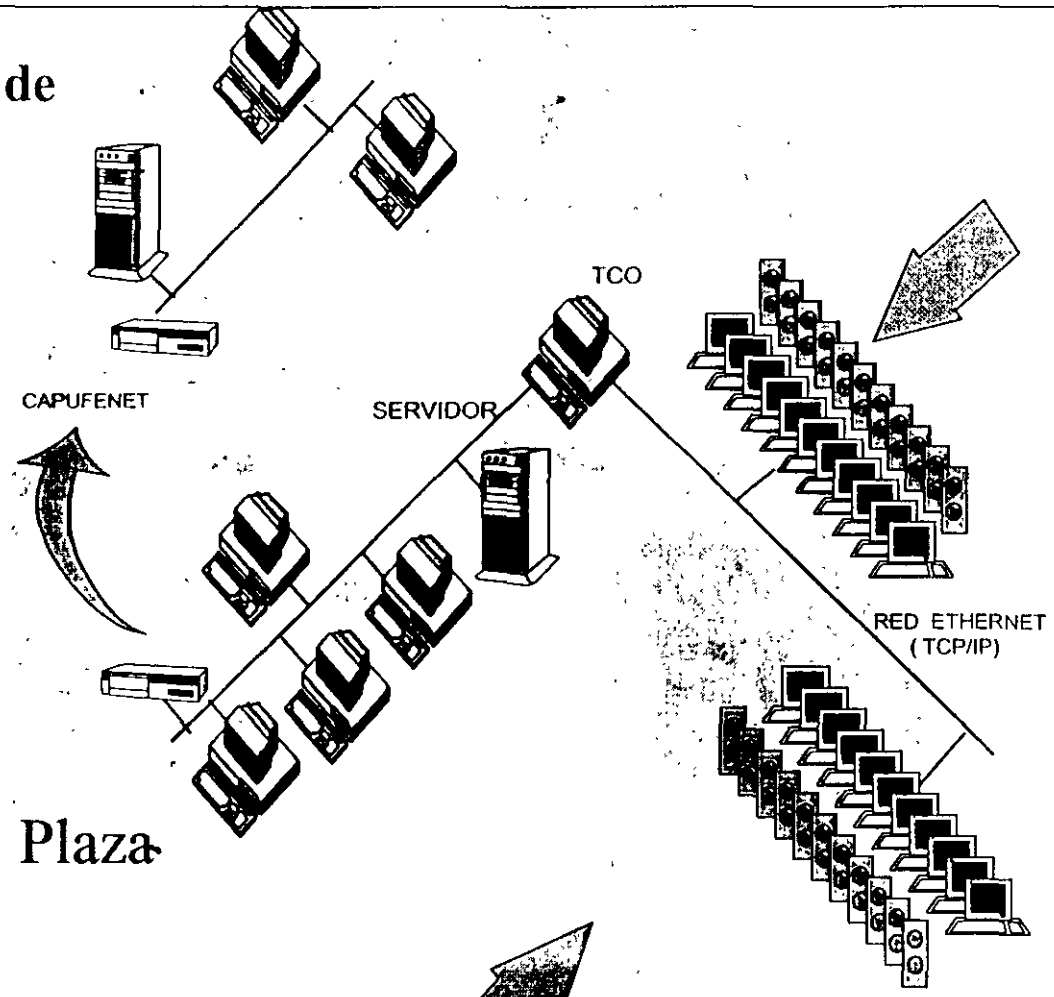 de
TCO
CAPUFENET
SERVIDOR
RED ETHERNET
( TCP/IP)
Plaza